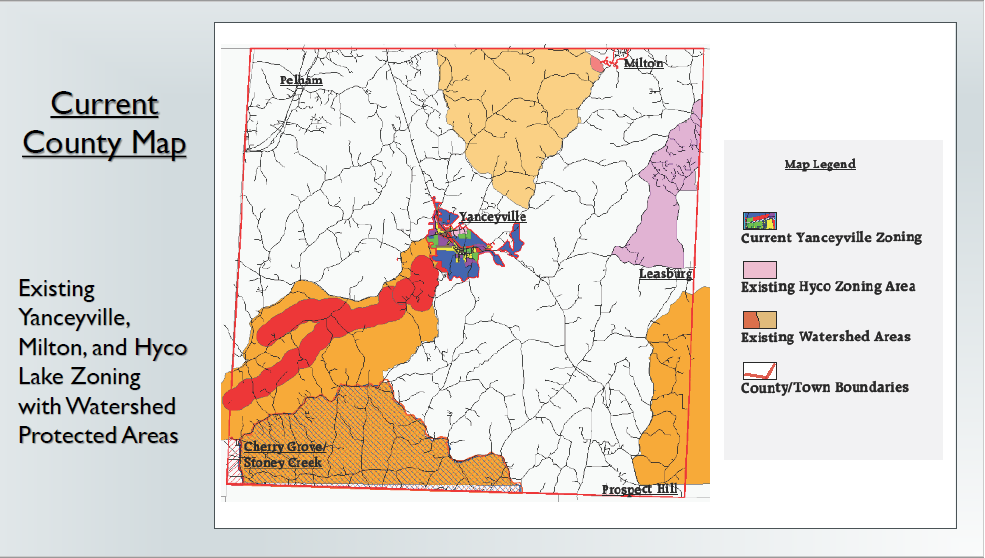 Current
County Map
Existing
Yanceyville,
Milton, and Hyco
Lake Zoning
with Watershed
Protected Areas
Pelham
Milton
Yanceyville
Leasburg
Cherry Grove/
Stoney Creek
Prospect Hill
Map Legend
Current Yanceyville Zoning
Existing Hyco Zoning Area
Existing Watershed Areas
County/Town Boundaries